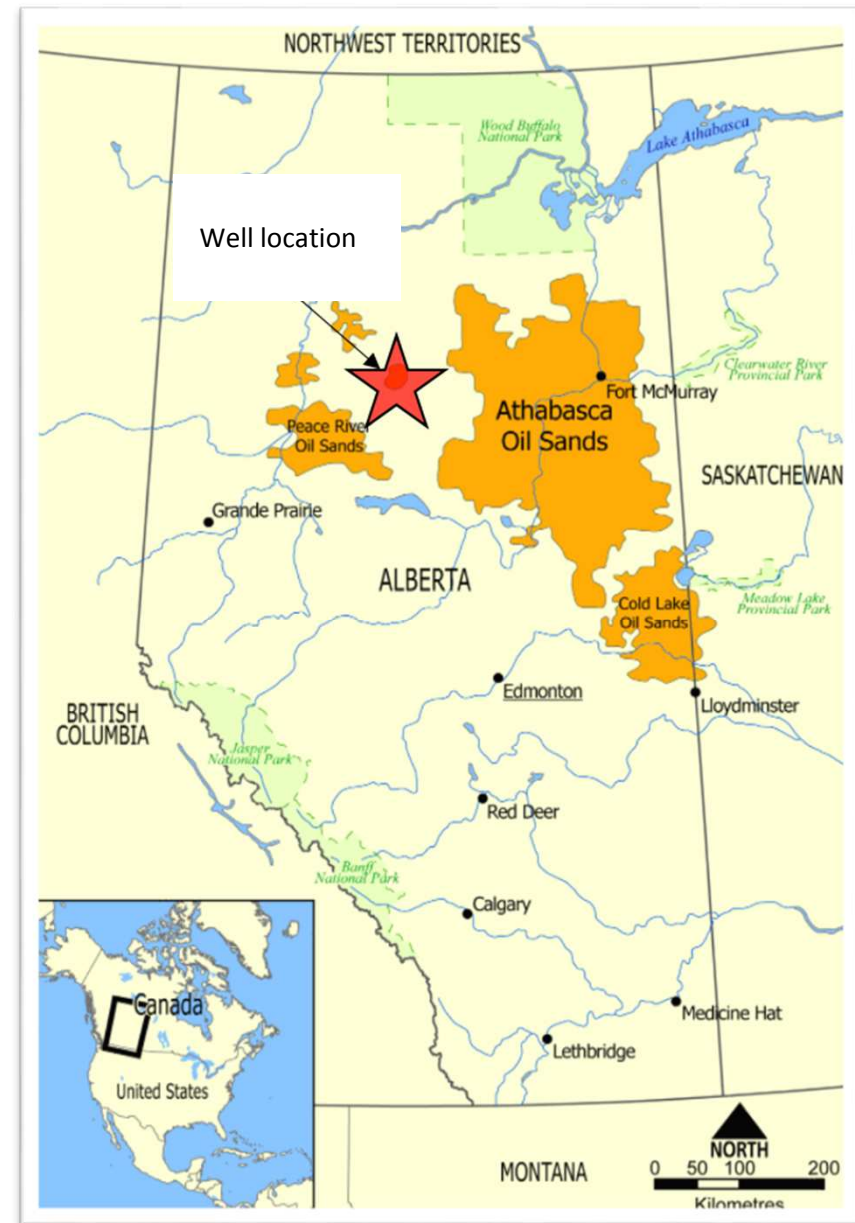 NORTHWEST TERRITORIES
Wood Buffalo
National Park
Lake Athabasca
Well location
Clearwater River
Provincial Park
Fort McMurray
Athabasca
Oil Sands
Peace River
Oil Sands
SASKATCHEWAN
Grande Prairie
ALBERTA
Meadow Lake
Provincial Park
Cold Lake
Oil Sands
Edmonton
Lloydminster
BRITISH
COLUMBIA
Jasper
National Park
Red Deer
Banff
National Park
Calgary
Canada
Medicine Hat
Lethbridge
United States
MONTANA
NORTH
0 50 100 200
Kilometres